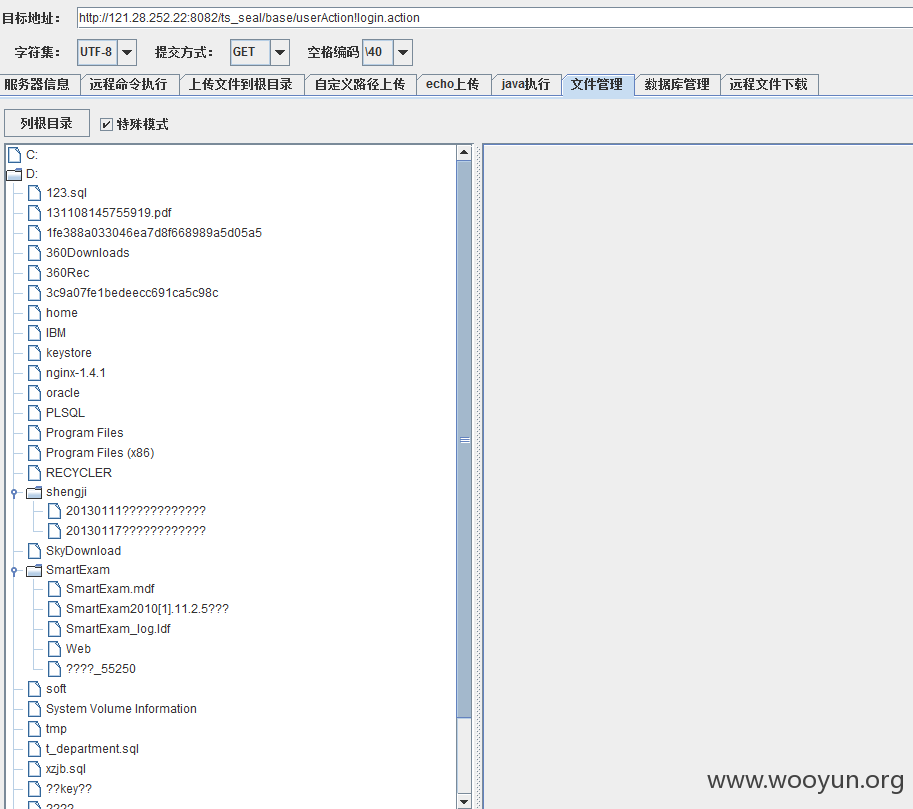 目标地址： http://121.28.252.22:8082/ts_seal/base/userAction!login.action
字符集： UTF-8 提交方式： GET 空格编码 \40
服务器信息 远程命令执行 上传文件到根目录 自定义路径上传 echo上传 java执行 文件管理 数据库管理 远程文件下载
列根目录 特殊模式
C:
D:
123.sql
131108145755919.pdf
1fe388a033046ea7d8f668989a5d05a5
360Downloads
360Rec
3c9a07fe1bedeecc691ca5c98c
home
IBM
keystore
nginx-1.4.1
oracle
PLSQL
Program Files
Program Files (x86)
RECYCLER
shengji
20130111????????????
20130117????????????
SkyDownload
SmartExam
SmartExam.mdf
SmartExam2010[1].11.2.5???
SmartExam_log.ldf
Web
????_55250
soft
System Volume Information
tmp
t_department.sql
xzjb.sql
??key??
????
www.wooyun.org